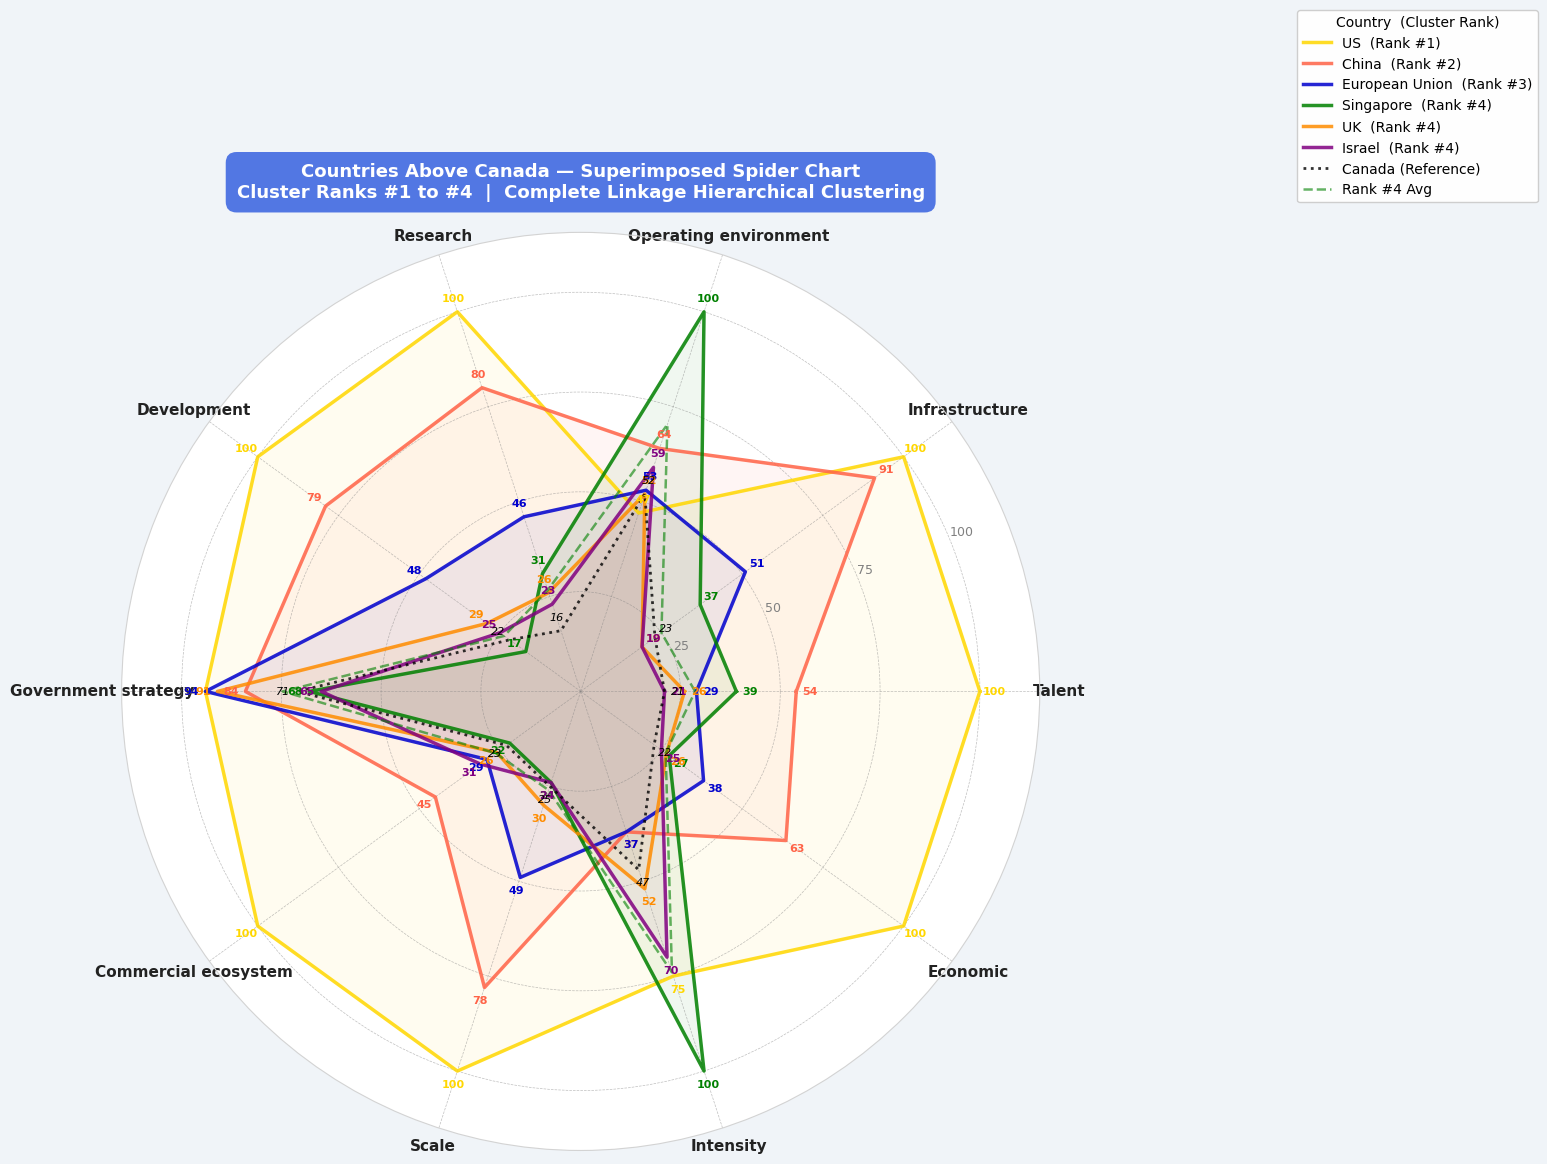 Country  (Cluster Rank)
US  (Rank #1)
China  (Rank #2)
European Union  (Rank #3)
Singapore  (Rank #4)
UK  (Rank #4)
Israel  (Rank #4)
Canada (Reference)
Rank #4 Avg
Countries Above Canada — Superimposed Spider Chart
Cluster Ranks #1 to #4  |  Complete Linkage Hierarchical Clustering
Research
Operating environment
100
100
80
64
59
52
Development
Infrastructure
100
100
91
79
46
100
75
50
25
48
51
31
26
23
16
37
29
25
22
17
23
19
Government strategy
94
84
71
21
26
29
39
54
100
Talent
22
23
29
31
45
22
25
27
38
63
24
25
30
37
49
47
52
78
70
75
100
100
Commercial ecosystem
Economic
100
100
Scale
Intensity